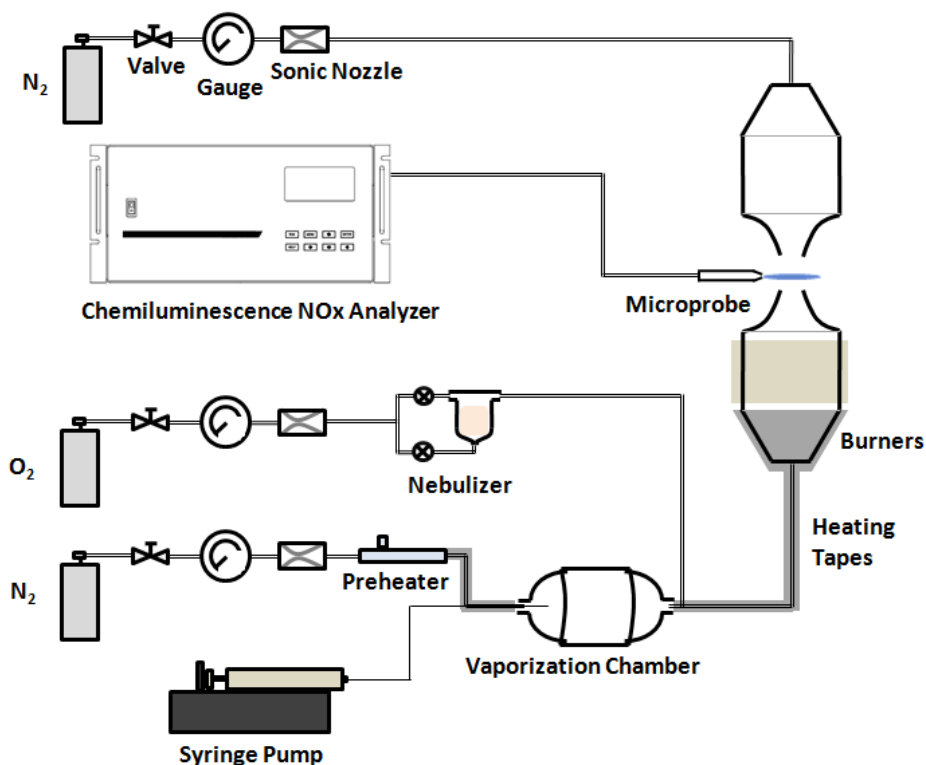 N₂
Valve
Gauge
Sonic Nozzle
Chemiluminescence NOx Analyzer
Microprobe
Burners
O₂
Nebulizer
Heating
Tapes
N₂
Preheater
Vaporization Chamber
Syringe Pump